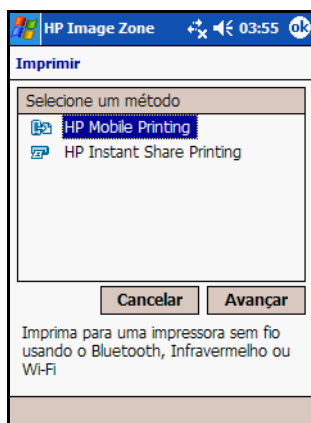 HP Image Zone 03:55 ok
Imprimir
Selecione um método
HP Mobile Printing
HP Instant Share Printing
Cancelar Avançar
Imprima para uma impressora sem fio
usando o Bluetooth, Infravermelho ou
Wi-Fi